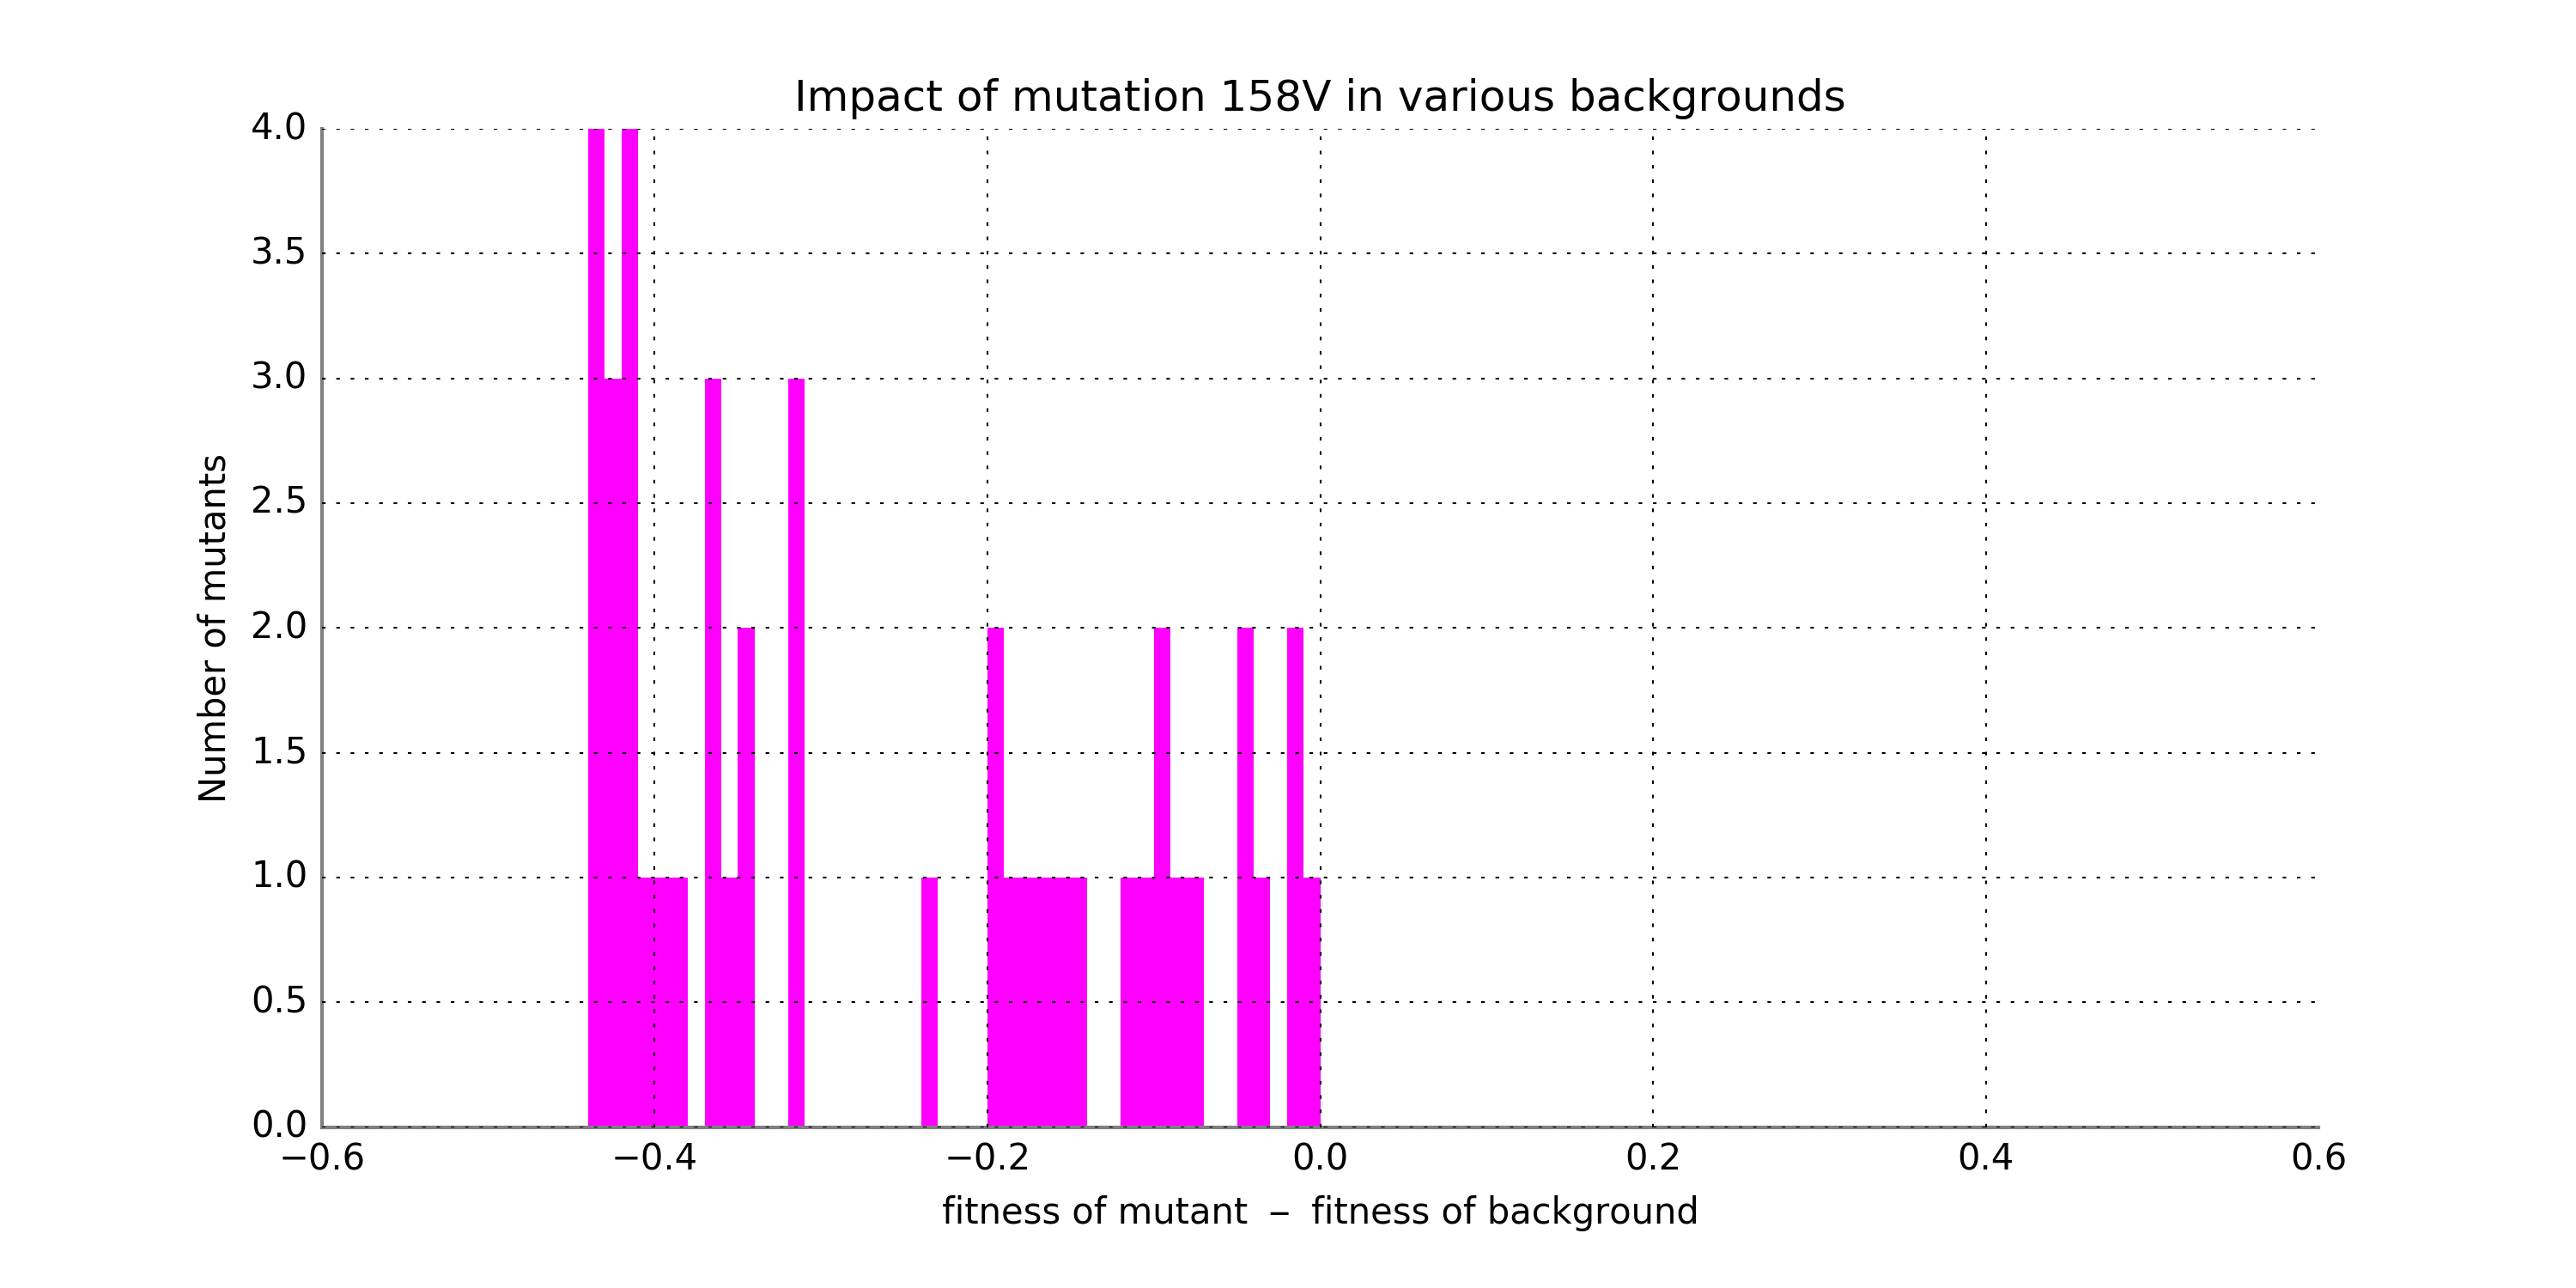 Impact of mutation 158V in various backgrounds
4.0
3.5
3.0
2.5
2.0
1.5
1.0
0.5
0.0
Number of mutants
−0.6 −0.4 −0.2 0.0 0.2 0.4 0.6
fitness of mutant − fitness of background